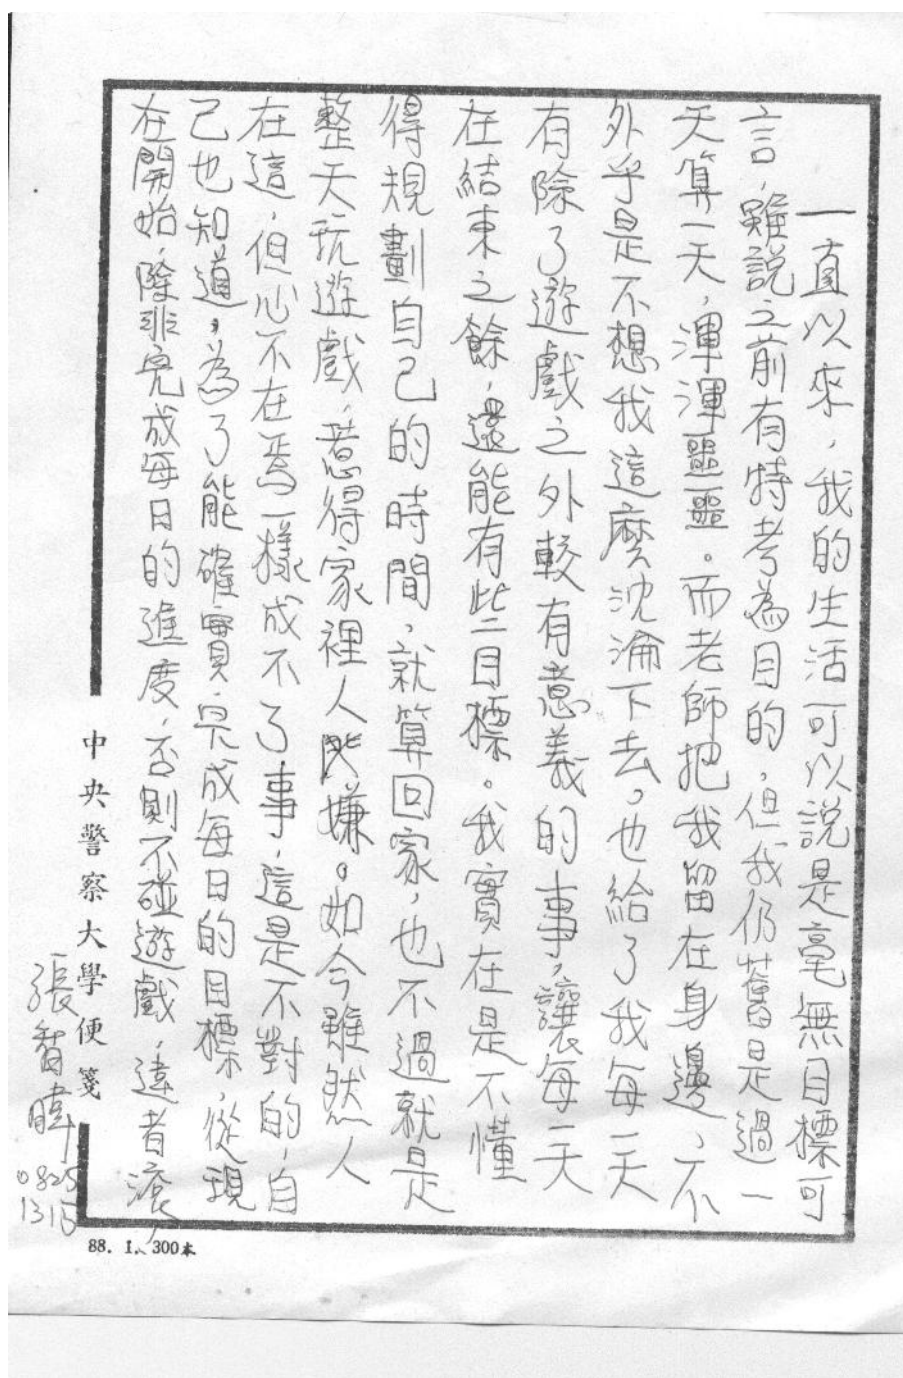 一直以來，我的生活可以說是毫無目標可
言，雖說之前有特考為目的，但我仍舊是過一
天算一天，渾渾噩噩。而老師把我留在身邊，不
外乎是不想我這麼沈淪下去，也給了我每一天
有除了遊戲之外較有意義的事，讓每一天
在結束之餘，還能有些目標。我實在是不懂
得規劃自己的時間，就算回家，也不過就是
整天玩遊戲，惹得家裡人嫌。如今雖然人
在這，但心不在焉一樣成不了事，這是不對的，自
己也知道，為了能確實完成每日的目標，從現
在開始，除非完成每日的進度，否則不碰遊戲，違者滾，
中央警察大學便箋
張智暐
0825
1315
88. 1. 300本